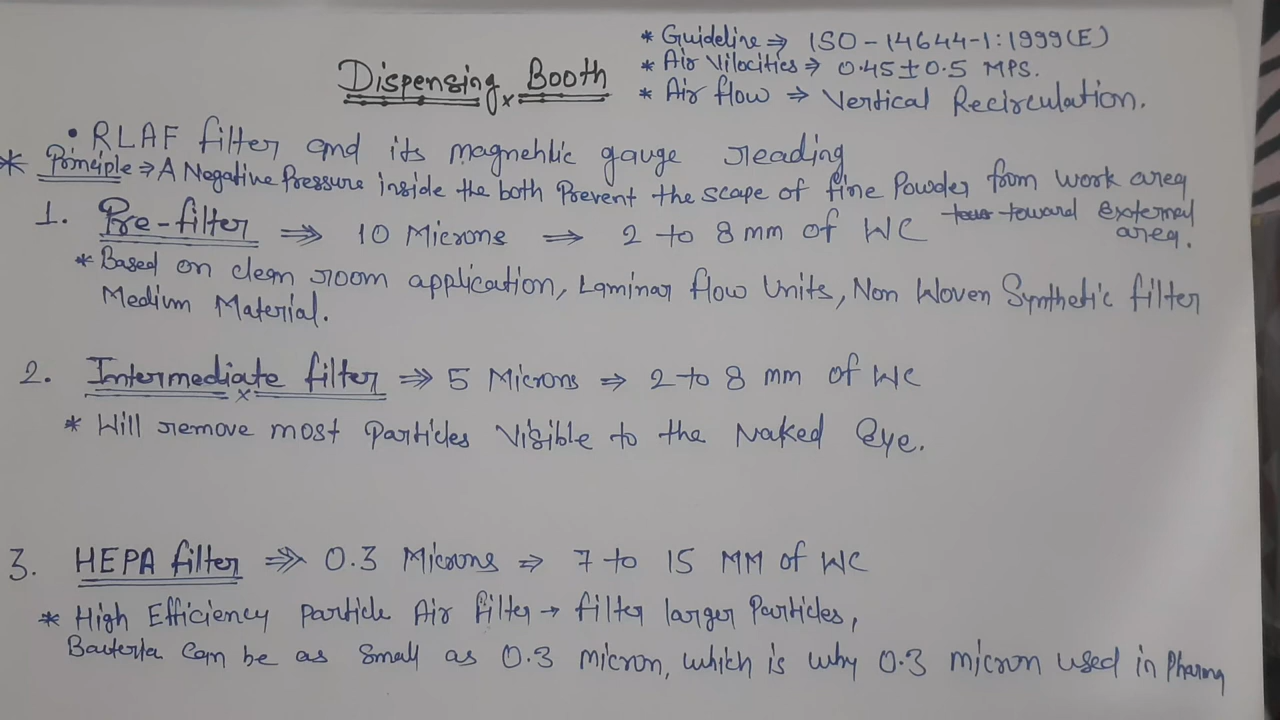 * Guideline ⇒ ISO-14644-1:1999(E)
* Air Vilocities ⇒ 0.45±0.5 MPS.
* Air flow ⇒ Vertical Recirculation.
Dispensing Booth
• RLAF filter and its magnehlic gauge reading
* Principle ⇒ A Negative Pressure inside the both Prevent the scape of fine Powder from work area
toward external
area.
1. Pre-filter ⇒ 10 Microns ⇒ 2 to 8 mm of WC
* Based on clean room application, Laminar flow Units, Non Woven Synthetic filter
Medium Material.
2. Intermediate filter ⇒ 5 Microns ⇒ 2 to 8 mm of WC
* Will remove most Particles Visible to the Naked Eye.
3. HEPA filter ⇒ 0.3 Microns ⇒ 7 to 15 MM of WC
* High Efficiency Particle Air Filter → filter larger Particles,
Bacteria Can be as Small as 0.3 micron, which is why 0.3 micron used in Pharma